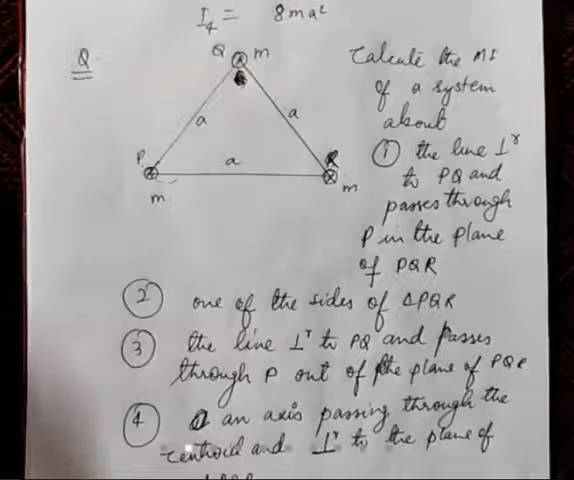 I₄ = 8ma²
Q
Q m
a a
P a R
m m
Calculate the MI
of a system
about
① the line ⊥ʳ
to PQ and
passes through
P in the plane
of PQR
② one of the sides of ΔPQR
③ the line ⊥ʳ to PQ and passes
through P out of the plane of PQR
④ an axis passing through the
centroid and ⊥ʳ to the plane of